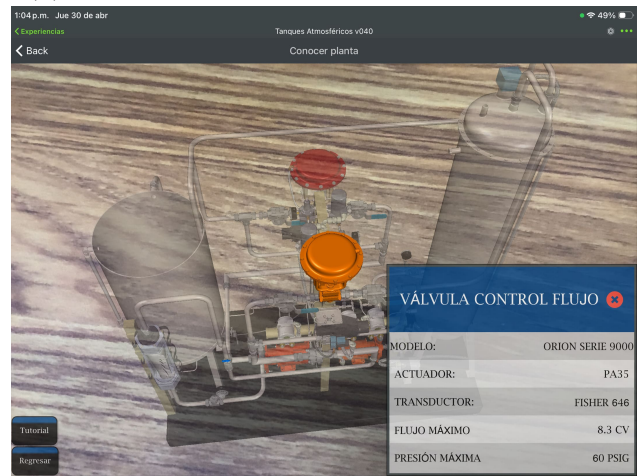 1:04 p.m. Jue 30 de abr 49%
Experiencias Tanques Atmosféricos v040
Back Conocer planta
VÁLVULA CONTROL FLUJO
MODELO: ORION SERIE 9000
ACTUADOR: PA35
TRANSDUCTOR: FISHER 646
FLUJO MÁXIMO 8.3 CV
PRESIÓN MÁXIMA 60 PSIG
Tutorial
Regresar